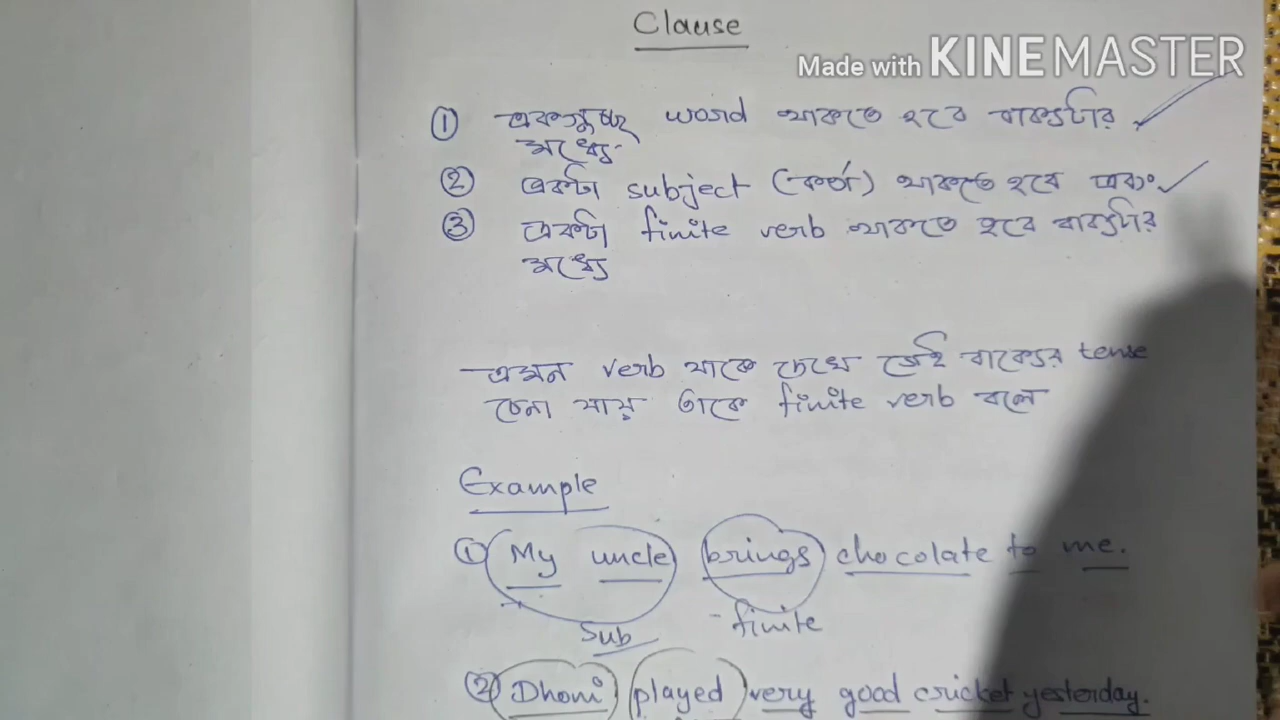 Clause
Made with KINEMASTER
① একগুচ্ছ word থাকতে হবে বাক্যটার
মধ্যে
② একটা subject (কর্তা) থাকতে হবে এবং
③ একটা finite verb থাকতে হবে বাক্যটার
মধ্যে
এমন verb যাকে দেখে সেই বাক্যের tense
চেনা যায় তাকে finite verb বলে
Example
① My uncle brings chocolate to me.
Sub finite
② Dhoni played very good cricket yesterday.